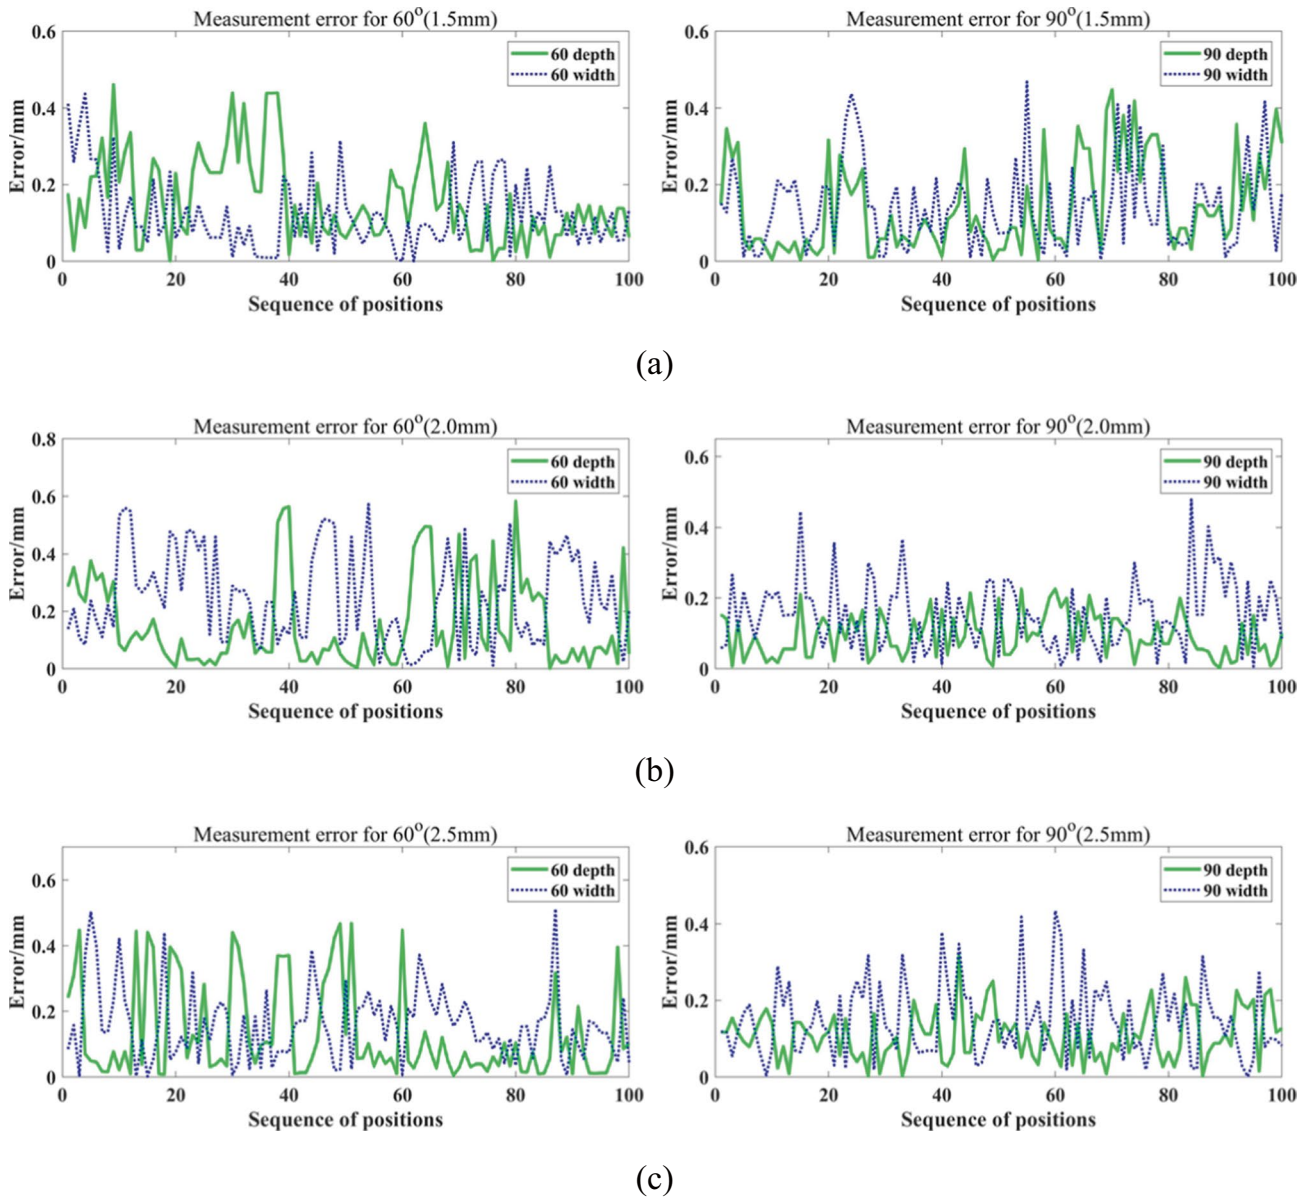 Measurement error for 60°(1.5mm)
0.6
0.4
0.2
0
Error/mm
60 depth
60 width
0 20 40 60 80 100
Sequence of positions
Measurement error for 90°(1.5mm)
0.6
0.4
0.2
0
Error/mm
90 depth
90 width
0 20 40 60 80 100
Sequence of positions
(a)
Measurement error for 60°(2.0mm)
0.8
0.6
0.4
0.2
0
Error/mm
60 depth
60 width
0 20 40 60 80 100
Sequence of positions
Measurement error for 90°(2.0mm)
0.6
0.4
0.2
0
Error/mm
90 depth
90 width
0 20 40 60 80 100
Sequence of positions
(b)
Measurement error for 60°(2.5mm)
0.6
0.4
0.2
0
Error/mm
60 depth
60 width
0 20 40 60 80 100
Sequence of positions
Measurement error for 90°(2.5mm)
0.6
0.4
0.2
0
Error/mm
90 depth
90 width
0 20 40 60 80 100
Sequence of positions
(c)